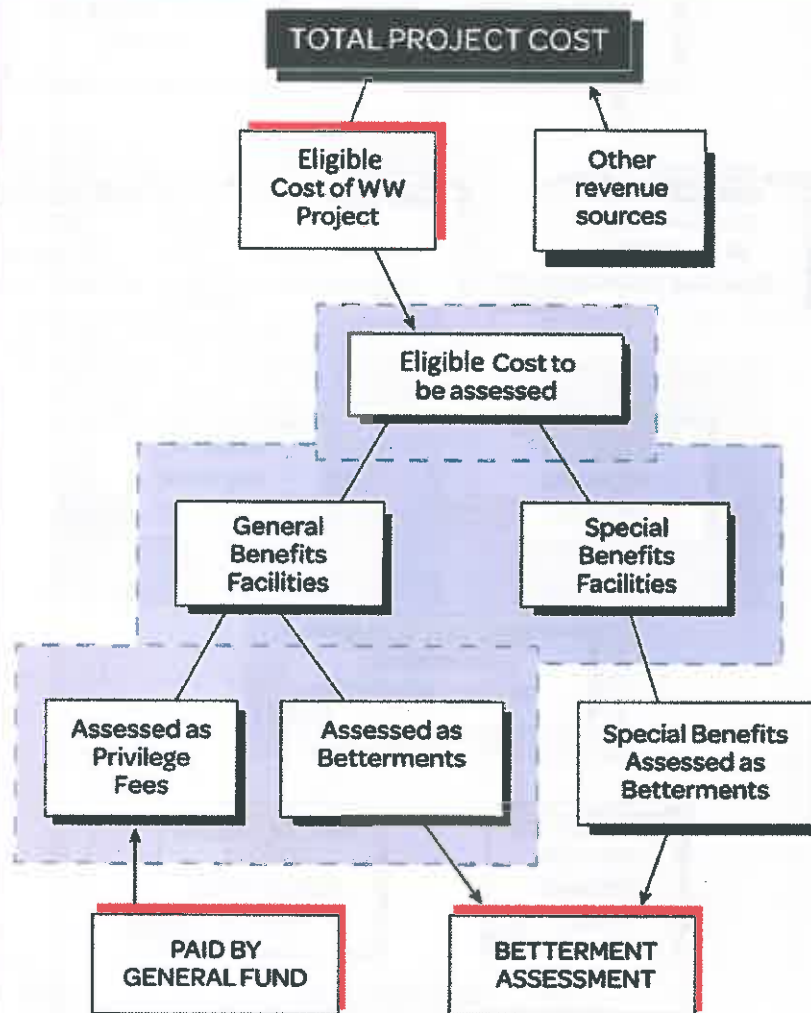 TOTAL PROJECT COST
Eligible
Cost of WW
Project
Other
revenue
sources
Eligible Cost to
be assessed
General
Benefits
Facilities
Special
Benefits
Facilities
Assessed as
Privilege
Fees
Assessed as
Betterments
Special Benefits
Assessed as
Betterments
PAID BY
GENERAL FUND
BETTERMENT
ASSESSMENT